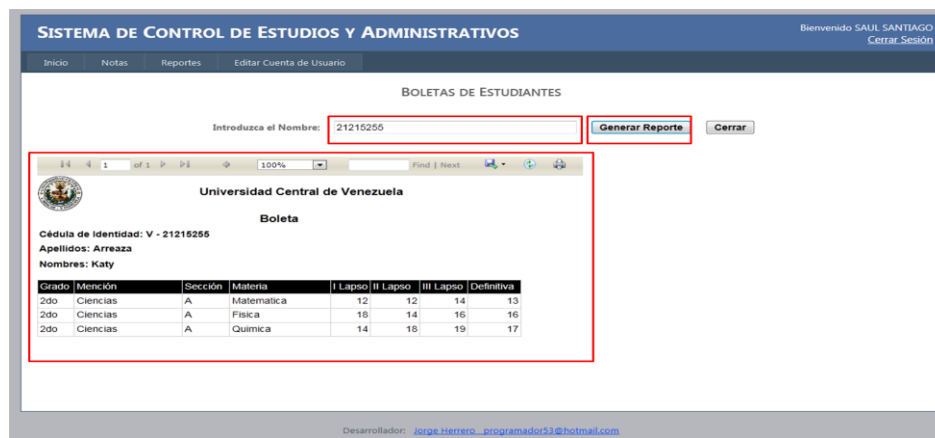 SISTEMA DE CONTROL DE ESTUDIOS Y ADMINISTRATIVOS
Bienvenido SAUL SANTIAGO
Cerrar Sesión
Inicio Notas Reportes Editar Cuenta de Usuario
BOLETAS DE ESTUDIANTES
Introduzca el Nombre: 21215255 Generar Reporte Cerrar
1 of 1 100% Find | Next
Universidad Central de Venezuela
Boleta
Cédula de Identidad: V - 21215255
Apellidos: Arreaza
Nombres: Katy
Grado Mención Sección Materia I Lapso II Lapso III Lapso Definitiva
2do Ciencias A Matematica 12 12 14 13
2do Ciencias A Fisica 18 14 16 16
2do Ciencias A Quimica 14 18 19 17
Desarrollador: Jorge Herrero programador53@hotmail.com